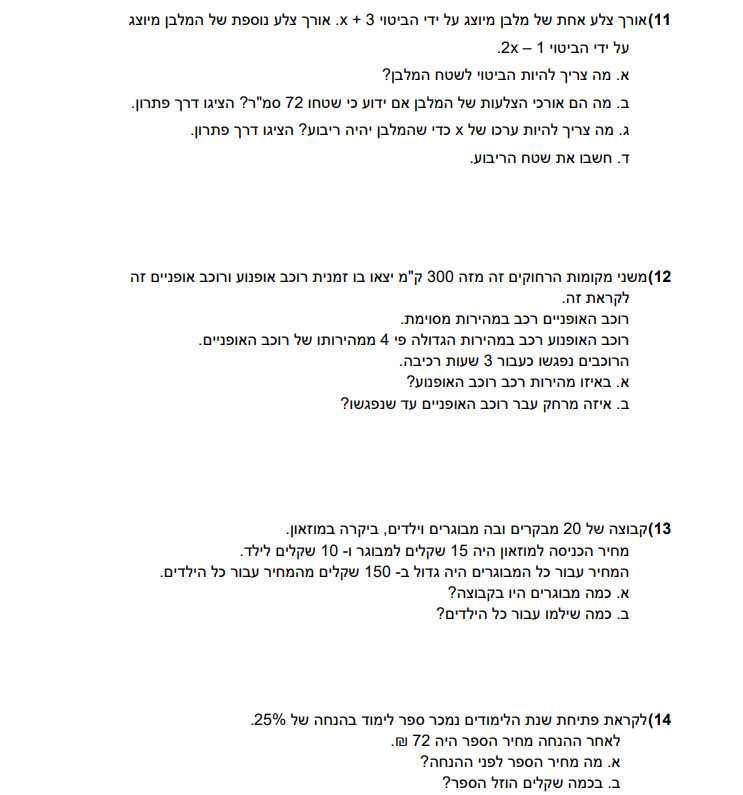 11)אורך צלע אחת של מלבן מיוצג על ידי הביטוי x + 3. אורך צלע נוספת של המלבן מיוצג
על ידי הביטוי 2x – 1.
א. מה צריך להיות הביטוי לשטח המלבן?
ב. מה הם אורכי הצלעות של המלבן אם ידוע כי שטחו 72 סמ"ר? הציגו דרך פתרון.
ג. מה צריך להיות ערכו של x כדי שהמלבן יהיה ריבוע? הציגו דרך פתרון.
ד. חשבו את שטח הריבוע.
12)משני מקומות הרחוקים זה מזה 300 ק"מ יצאו בו זמנית רוכב אופנוע ורוכב אופניים זה
לקראת זה.
רוכב האופניים רכב במהירות מסוימת.
רוכב האופנוע רכב במהירות הגדולה פי 4 ממהירותו של רוכב האופניים.
הרוכבים נפגשו כעבור 3 שעות רכיבה.
א. באיזו מהירות רכב רוכב האופנוע?
ב. איזה מרחק עבר רוכב האופניים עד שנפגשו?
13)קבוצה של 20 מבקרים ובה מבוגרים וילדים, ביקרה במוזאון.
מחיר הכניסה למוזאון היה 15 שקלים למבוגר ו- 10 שקלים לילד.
המחיר עבור כל המבוגרים היה גדול ב- 150 שקלים מהמחיר עבור כל הילדים.
א. כמה מבוגרים היו בקבוצה?
ב. כמה שילמו עבור כל הילדים?
14)לקראת פתיחת שנת הלימודים נמכר ספר לימוד בהנחה של 25%.
לאחר ההנחה מחיר הספר היה 72 ₪.
א. מה מחיר הספר לפני ההנחה?
ב. בכמה שקלים הוזל הספר?